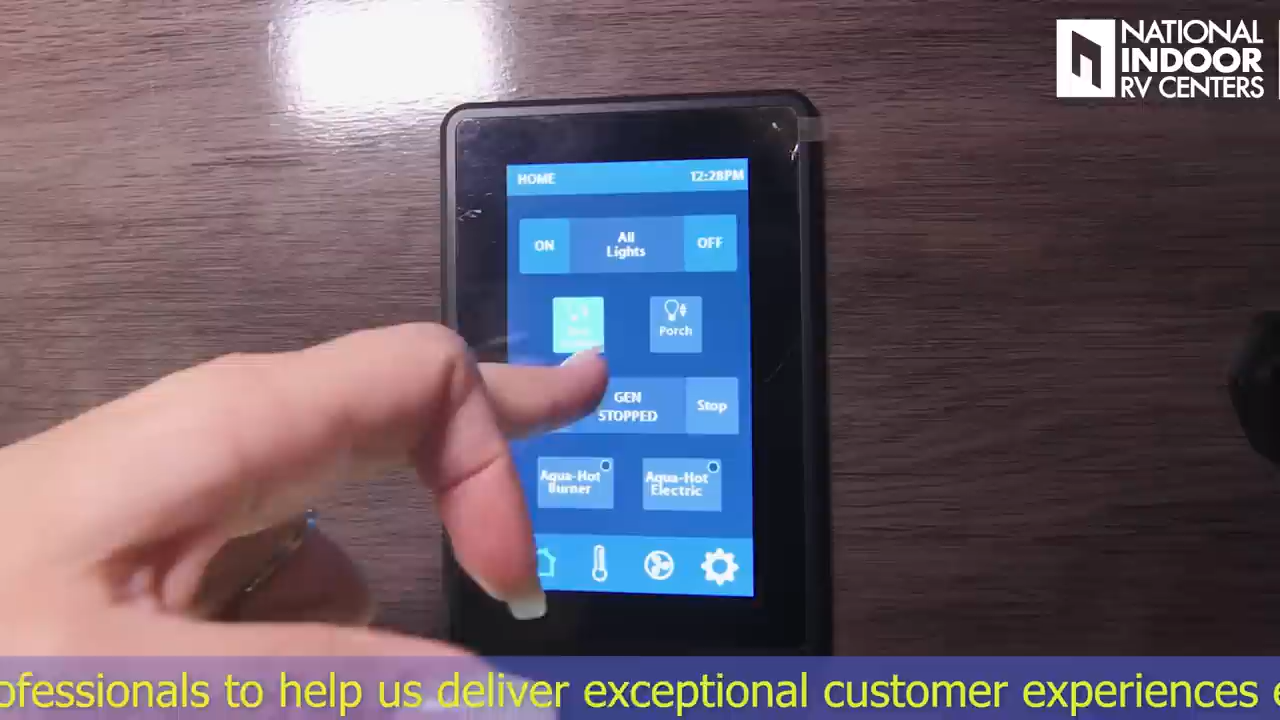 NATIONAL
INDOOR
RV CENTERS
HOME 12:28PM
ON All Lights OFF
Porch
GEN
STOPPED Stop
Aqua-Hot Burner
Aqua-Hot Electric
ofessionals to help us deliver exceptional customer experiences